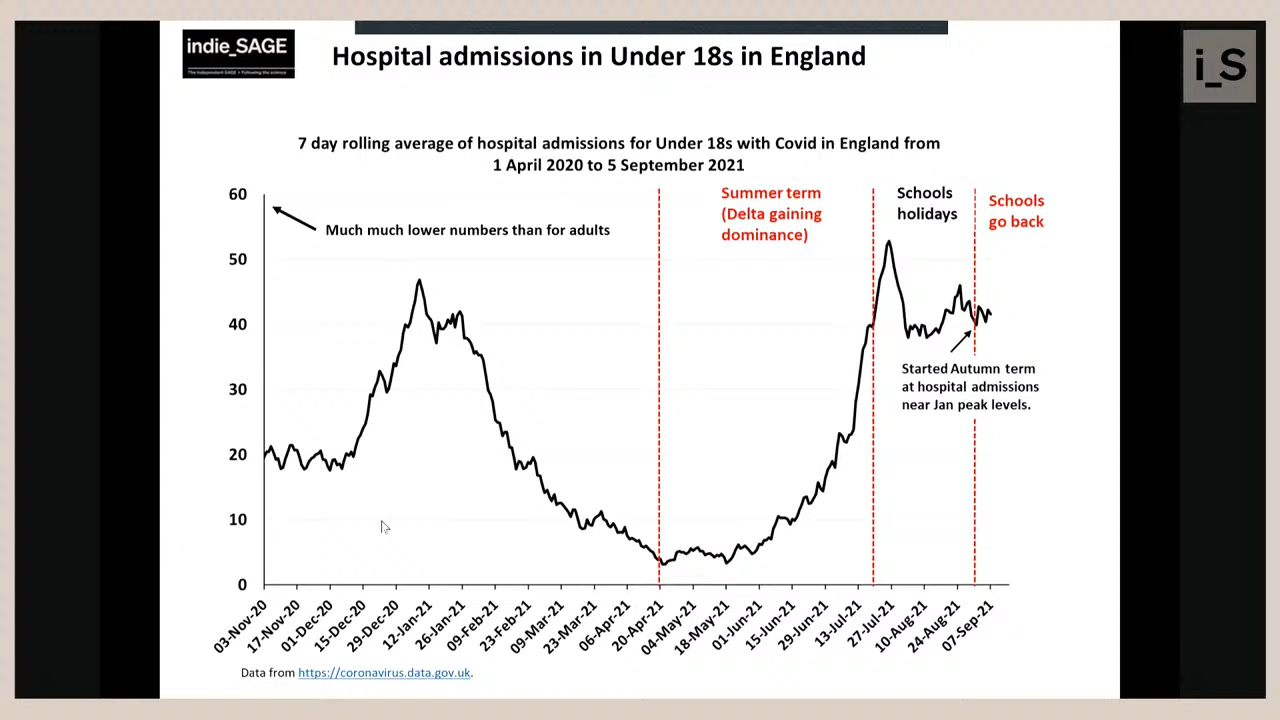 indie_SAGE
The Independent SAGE • Following the science
Hospital admissions in Under 18s in England
i_S
7 day rolling average of hospital admissions for Under 18s with Covid in England from
1 April 2020 to 5 September 2021
60
50
40
30
20
10
0
Much much lower numbers than for adults
Summer term
(Delta gaining
dominance)
Schools
holidays
Schools
go back
Started Autumn term
at hospital admissions
near Jan peak levels.
03-Nov-20
17-Nov-20
01-Dec-20
15-Dec-20
29-Dec-20
12-Jan-21
26-Jan-21
09-Feb-21
23-Feb-21
09-Mar-21
23-Mar-21
06-Apr-21
20-Apr-21
04-May-21
18-May-21
01-Jun-21
15-Jun-21
29-Jun-21
13-Jul-21
27-Jul-21
10-Aug-21
24-Aug-21
07-Sep-21
Data from https://coronavirus.data.gov.uk.